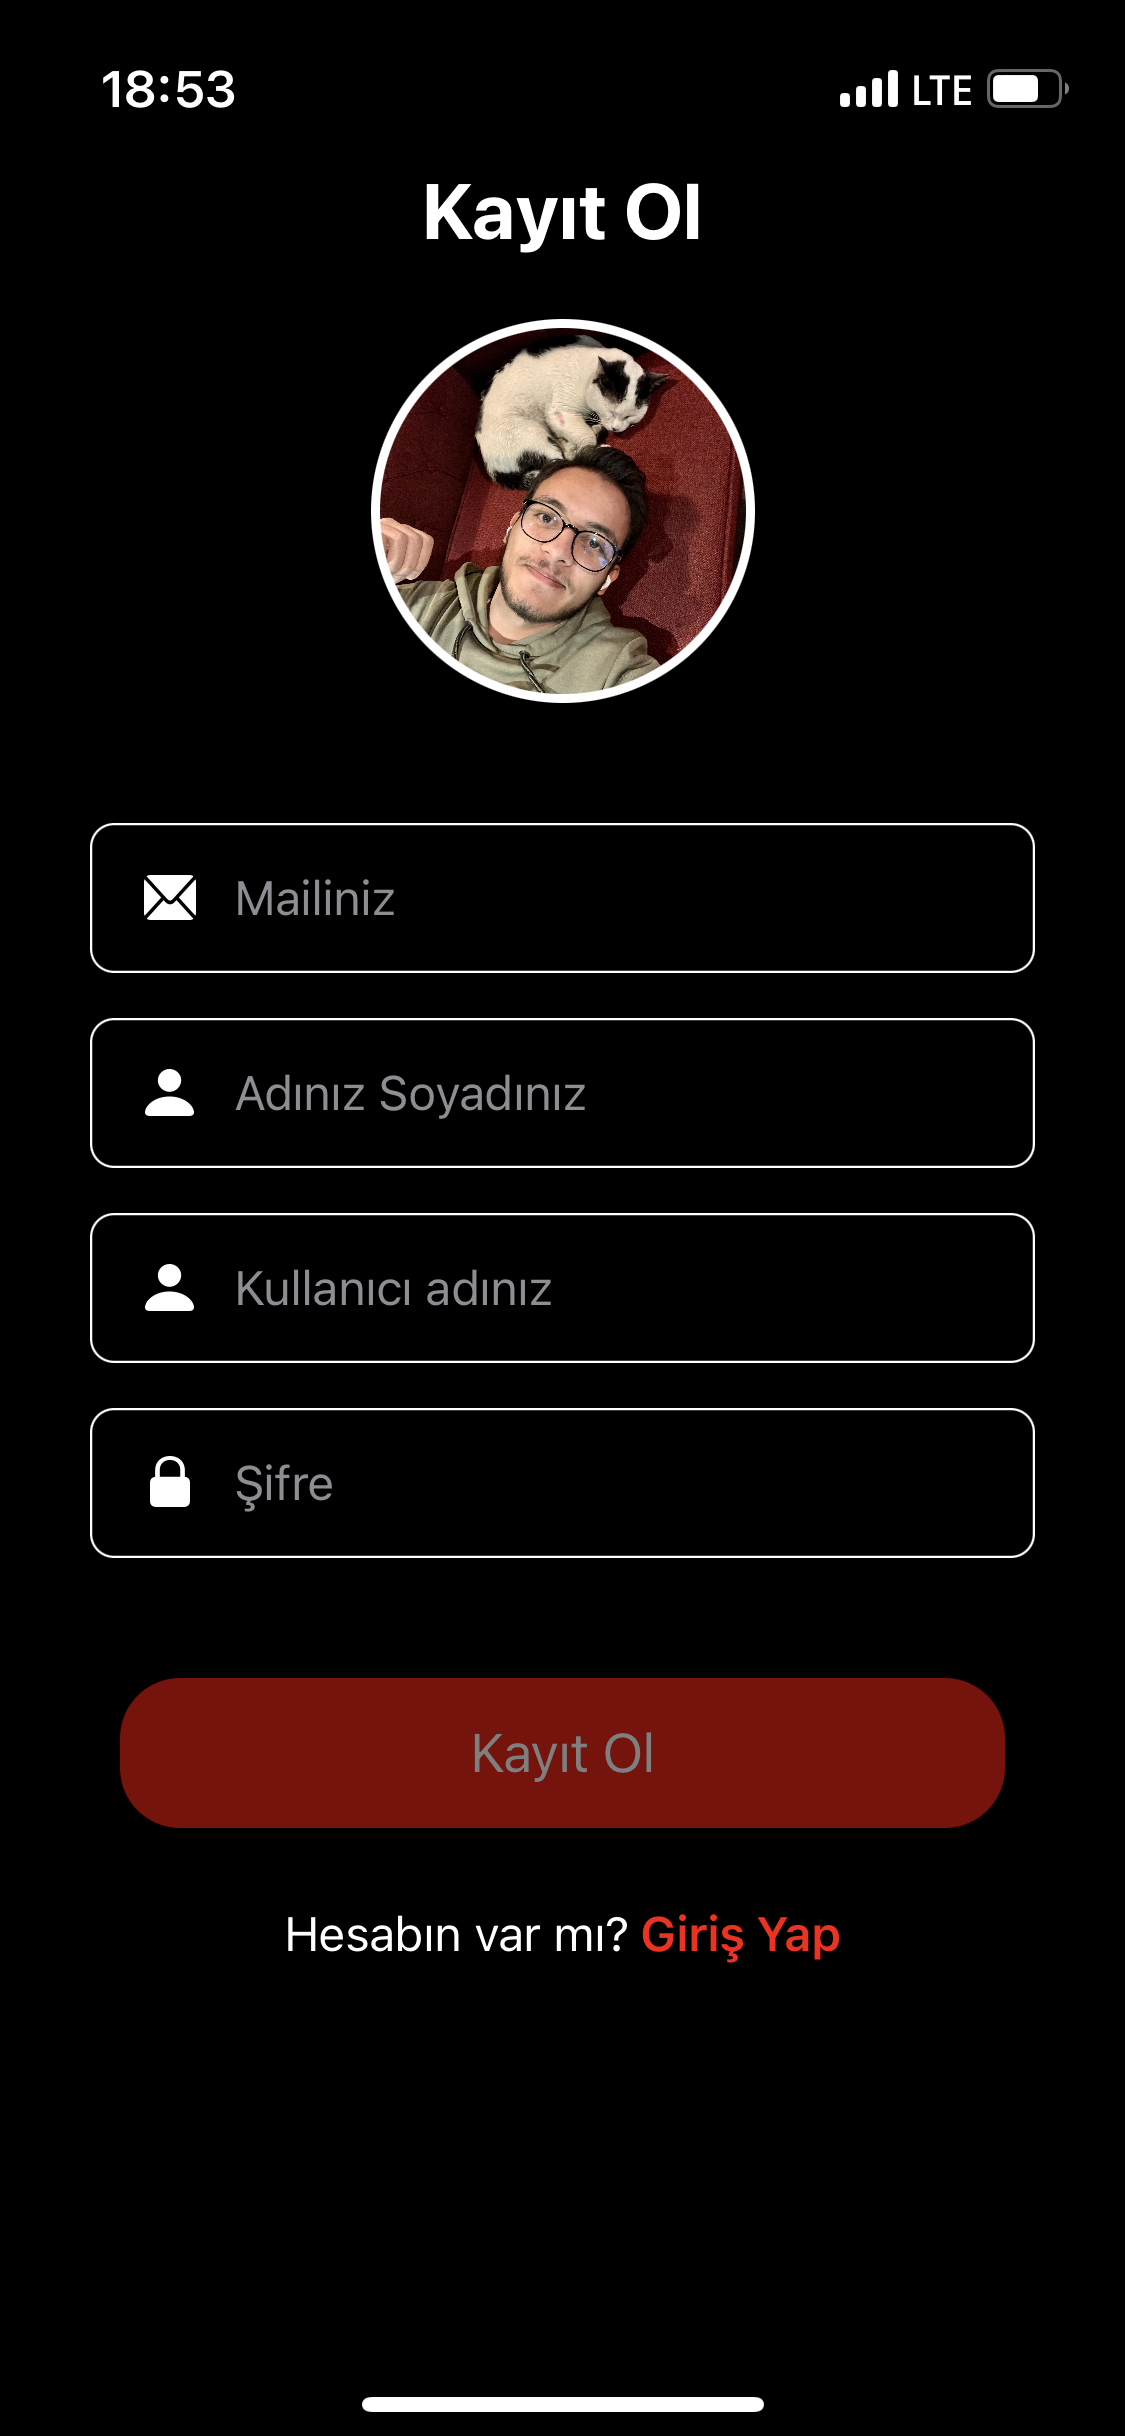 18:53 LTE
Kayıt Ol
Mailiniz
Adınız Soyadınız
Kullanıcı adınız
Şifre
Kayıt Ol
Hesabın var mı? Giriş Yap